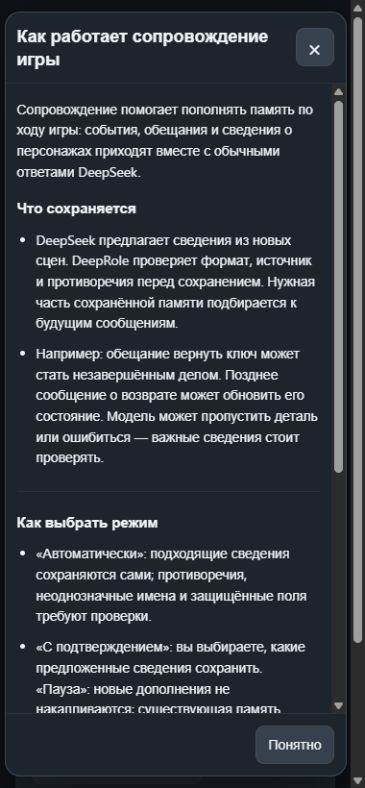 Как работает сопровождение
игры
Сопровождение помогает пополнять память по
ходу игры: события, обещания и сведения о
персонажах приходят вместе с обычными
ответами DeepSeek.
Что сохраняется
• DeepSeek предлагает сведения из новых
сцен. DeepRole проверяет формат, источник
и противоречия перед сохранением. Нужная
часть сохранённой памяти подбирается к
будущим сообщениям.
• Например: обещание вернуть ключ может
стать незавершённым делом. Позднее
сообщение о возврате может обновить его
состояние. Модель может пропустить деталь
или ошибиться — важные сведения стоит
проверять.
Как выбрать режим
• «Автоматически»: подходящие сведения
сохраняются сами; противоречия,
неоднозначные имена и защищённые поля
требуют проверки.
• «С подтверждением»: вы выбираете, какие
предложенные сведения сохранить.
«Пауза»: новые дополнения не
накапливаются; существующая память
Понятно